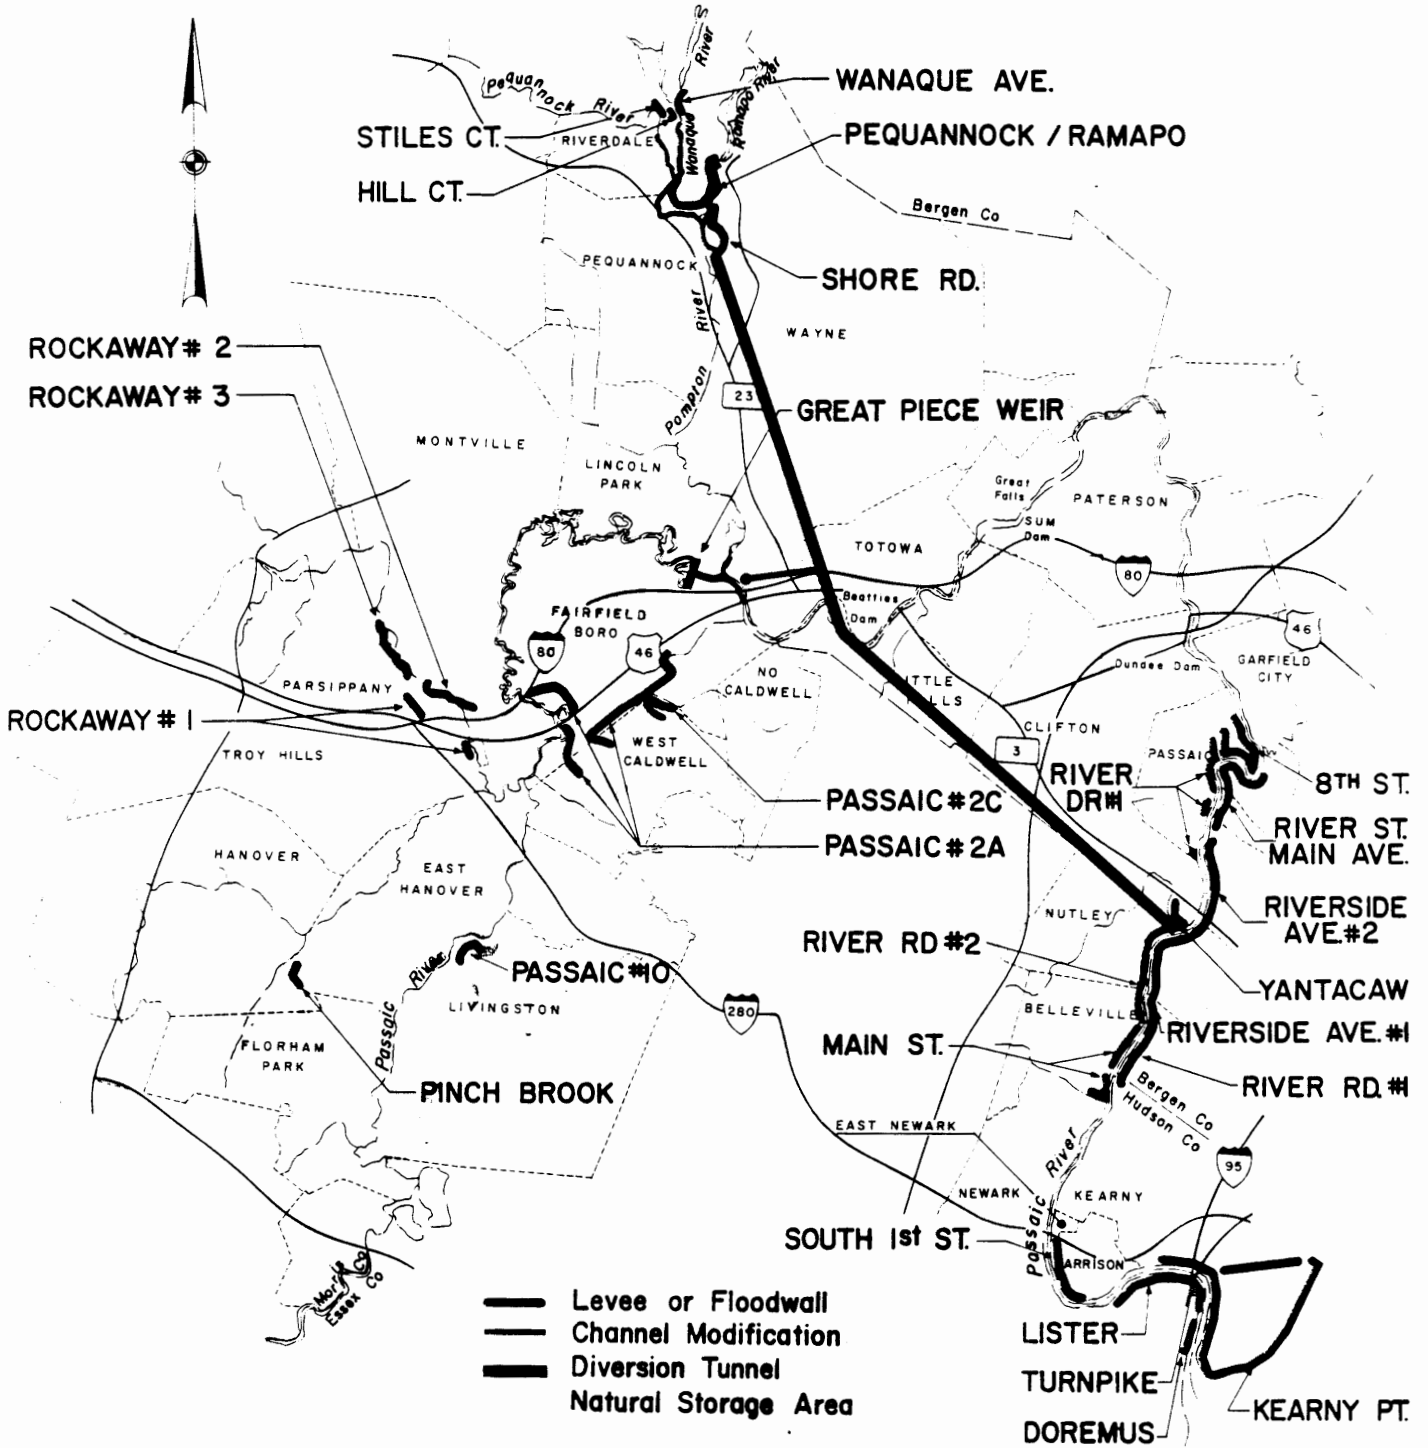 River
Pequannock River
Ramapo River
WANAQUE AVE.
STILES CT.
RIVERDALE
Wanaque
PEQUANNOCK / RAMAPO
HILL CT.
Bergen Co
PEQUANNOCK
SHORE RD.
River
WAYNE
ROCKAWAY# 2
ROCKAWAY# 3
23
Pompton
GREAT PIECE WEIR
MONTVILLE
LINCOLN
PARK
Great
Falls
PATERSON
SUM
Dam
TOTOWA
80
FAIRFIELD
BORO
Beatties
Dam
46
80
46
Dundee Dam
GARFIELD
CITY
PARSIPPANY
NO
CALDWELL
LITTLE
FALLS
ROCKAWAY# 1
TROY HILLS
WEST
CALDWELL
CLIFTON
3
PASSAIC
RIVER
DR#1
8TH ST.
PASSAIC#2C
RIVER ST.
MAIN AVE.
PASSAIC#2A
HANOVER
EAST
HANOVER
NUTLEY
RIVERSIDE
AVE.#2
RIVER RD #2
River
PASSAIC#10
YANTACAW
LIVINGSTON
280
BELLEVILLE
RIVERSIDE AVE.#1
Passaic
FLORHAM
PARK
MAIN ST.
PINCH BROOK
Bergen Co
Hudson Co
RIVER RD.#1
EAST NEWARK
River
95
NEWARK
KEARNY
Passaic
SOUTH 1st ST.
ARRISON
Morris Co
Essex Co
Levee or Floodwall
Channel Modification
Diversion Tunnel
Natural Storage Area
LISTER
TURNPIKE
DOREMUS
KEARNY PT.